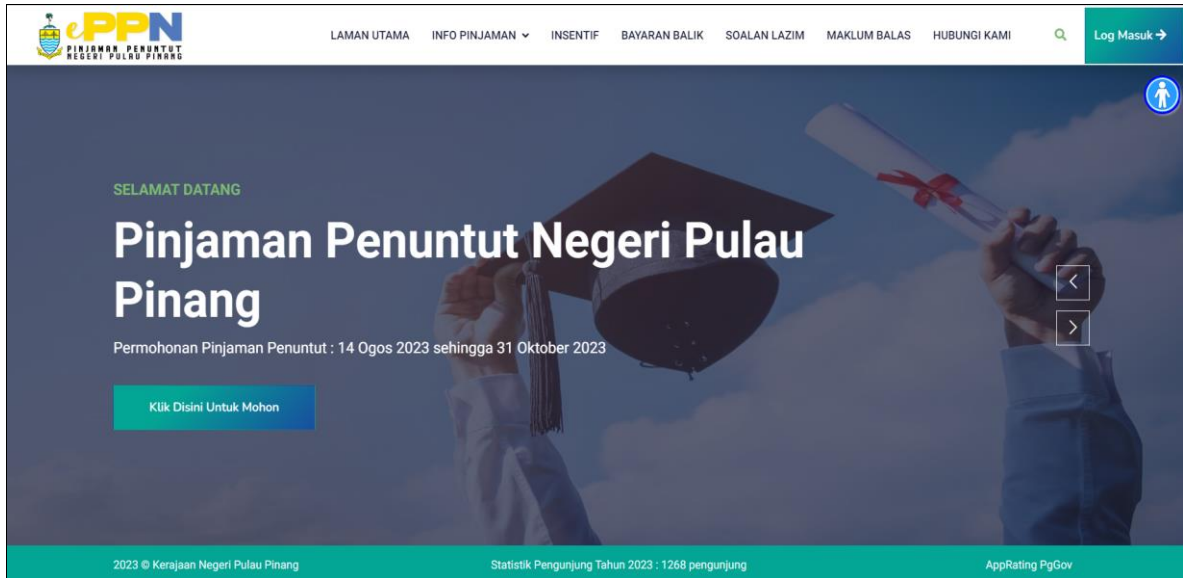 ePPN
PINJAMAN PENUNTUT
NEGERI PULAU PINANG
LAMAN UTAMA
INFO PINJAMAN
INSENTIF
BAYARAN BALIK
SOALAN LAZIM
MAKLUM BALAS
HUBUNGI KAMI
Log Masuk →
SELAMAT DATANG
Pinjaman Penuntut Negeri Pulau
Pinang
Permohonan Pinjaman Penuntut : 14 Ogos 2023 sehingga 31 Oktober 2023
Klik Disini Untuk Mohon
2023 © Kerajaan Negeri Pulau Pinang
Statistik Pengunjung Tahun 2023 : 1268 pengunjung
AppRating PgGov